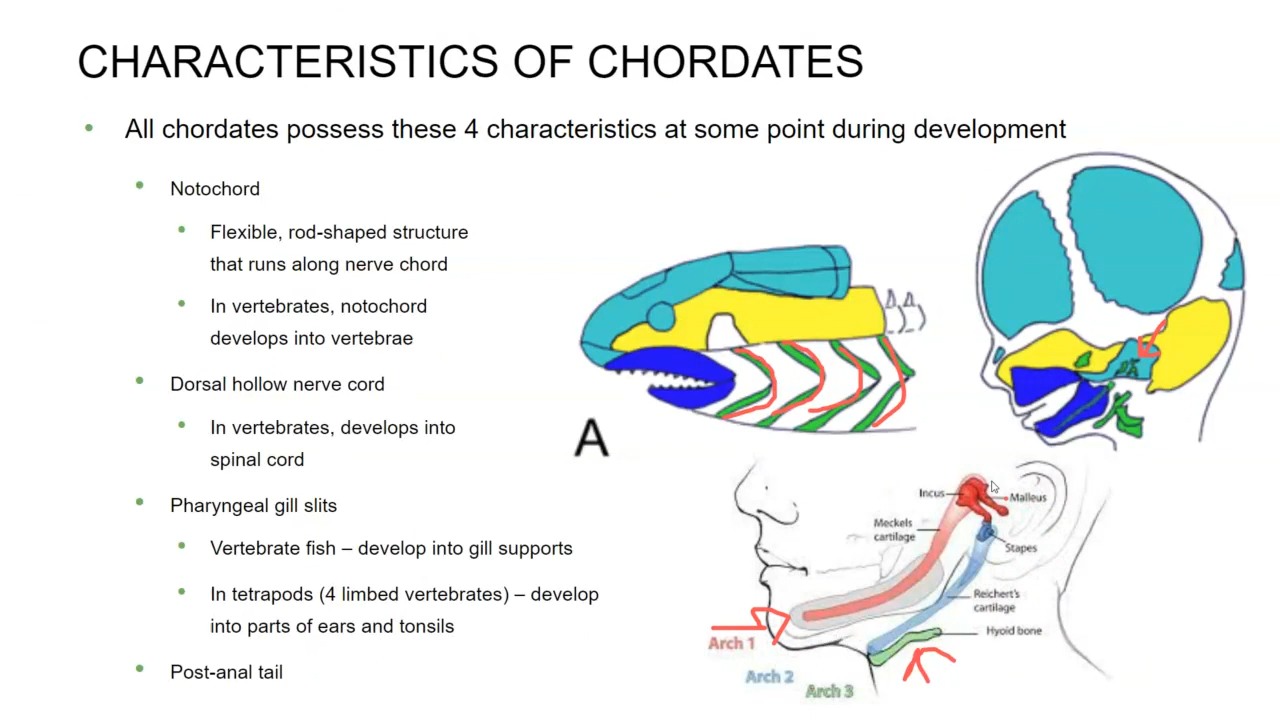 CHARACTERISTICS OF CHORDATES
All chordates possess these 4 characteristics at some point during development
Notochord
Flexible, rod-shaped structure
that runs along nerve chord
In vertebrates, notochord
develops into vertebrae
Dorsal hollow nerve cord
In vertebrates, develops into
spinal cord
Pharyngeal gill slits
Vertebrate fish – develop into gill supports
In tetrapods (4 limbed vertebrates) – develop
into parts of ears and tonsils
Post-anal tail
A
Incus
Malleus
Meckels
cartilage
Stapes
Reichert's
cartilage
Hyoid bone
Arch 1
Arch 2
Arch 3